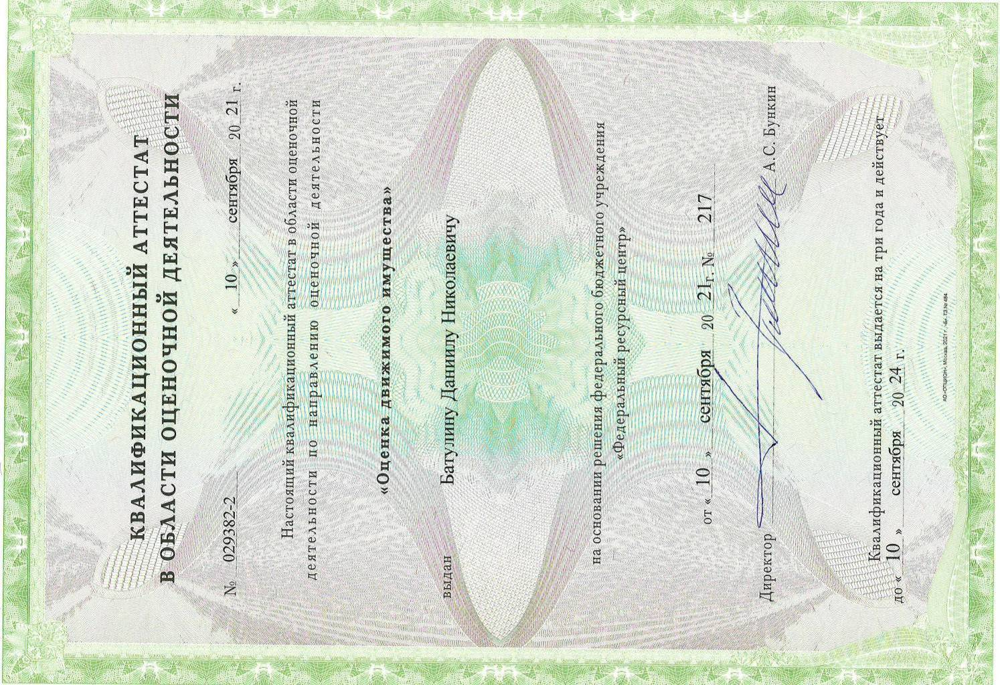 КВАЛИФИКАЦИОННЫЙ АТТЕСТАТ
В ОБЛАСТИ ОЦЕНОЧНОЙ ДЕЯТЕЛЬНОСТИ
№ 029382-2 « 10 » сентября 20 21 г.
Настоящий квалификационный аттестат в области оценочной
деятельности по направлению оценочной деятельности
«Оценка движимого имущества»
выдан Батулину Даниилу Николаевичу
на основании решения федерального бюджетного учреждения
«Федеральный ресурсный центр»
от « 10 » сентября 20 21г. № 217
Директор А.С. Бункин
Квалификационный аттестат выдается на три года и действует
до « 10 » сентября 20 24 г.
АО «ОПЦИОН», Москва, 2021 г., «Б». ТЗ № 484